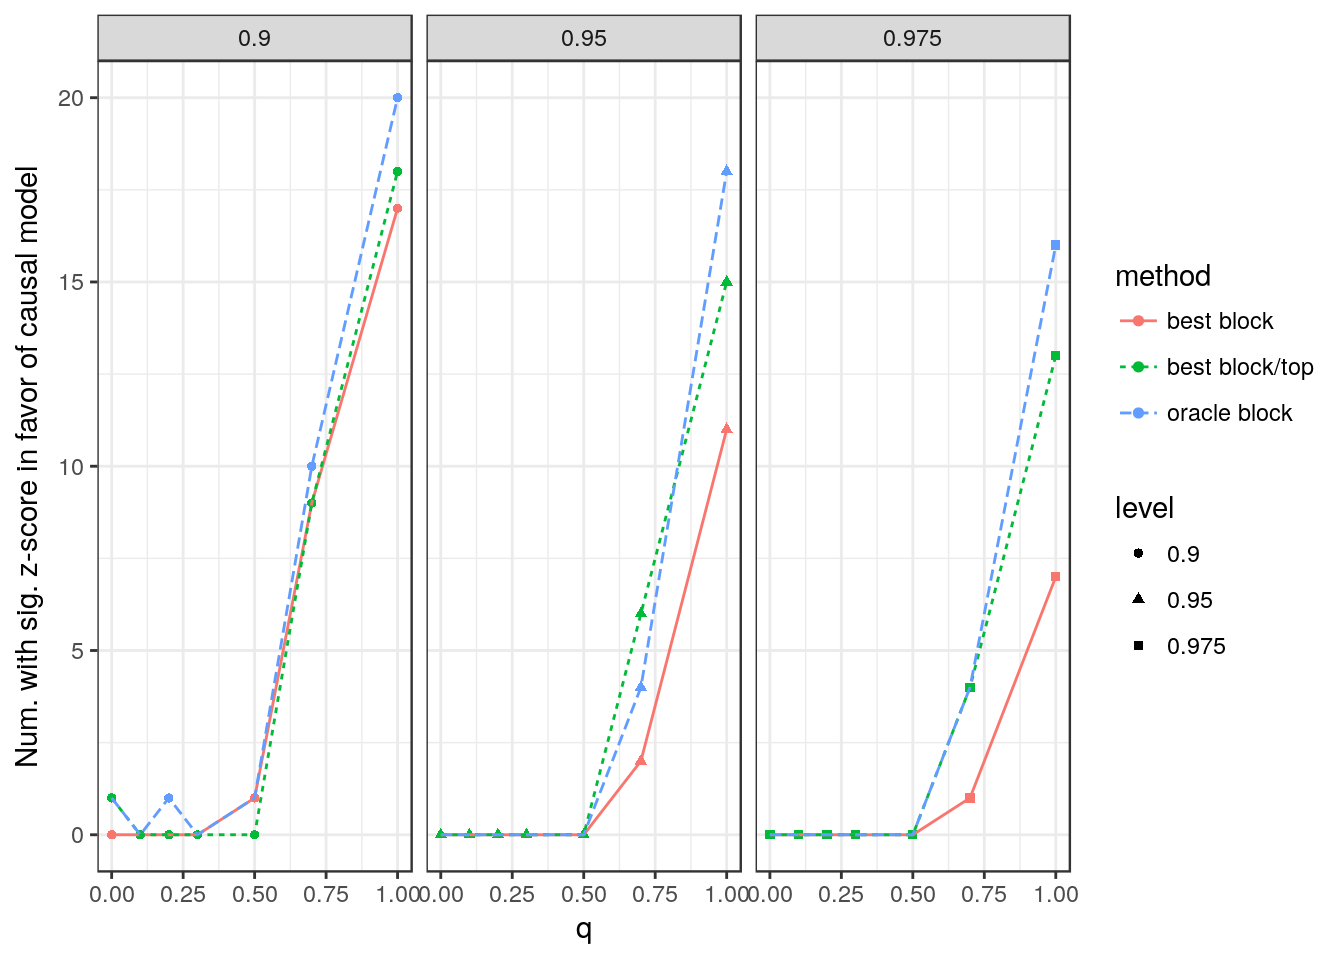 0.9 0.95 0.975
Num. with sig. z-score in favor of causal model
20
15
10
5
0
0.00 0.25 0.50 0.75 1.00 0.00 0.25 0.50 0.75 1.00 0.00 0.25 0.50 0.75 1.00
q
method
best block
best block/top
oracle block
level
0.9
0.95
0.975